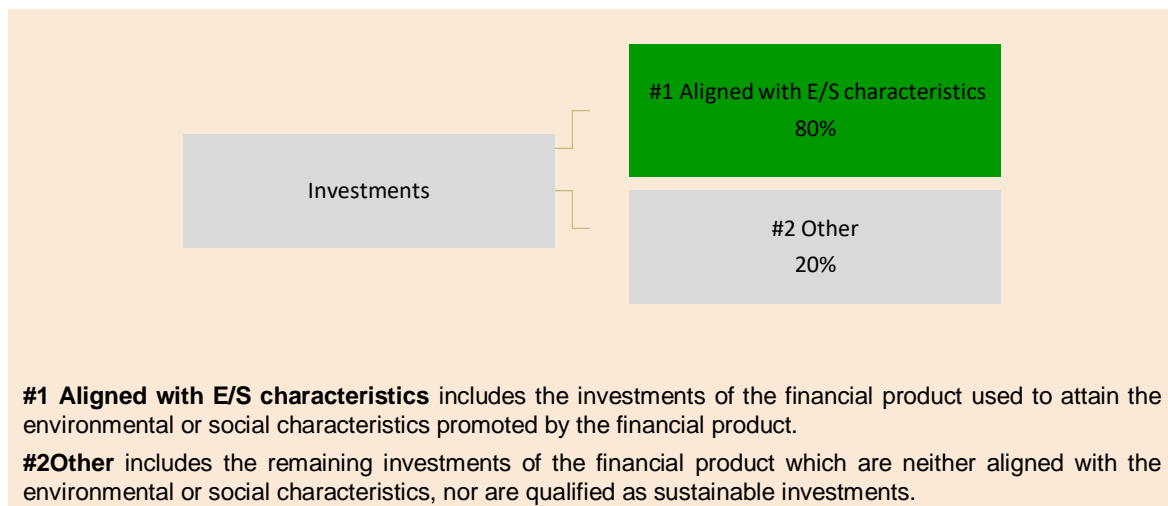 #1 Aligned with E/S characteristics
80%
Investments
#2 Other
20%
#1 Aligned with E/S characteristics includes the investments of the financial product used to attain the
environmental or social characteristics promoted by the financial product.
#2Other includes the remaining investments of the financial product which are neither aligned with the
environmental or social characteristics, nor are qualified as sustainable investments.